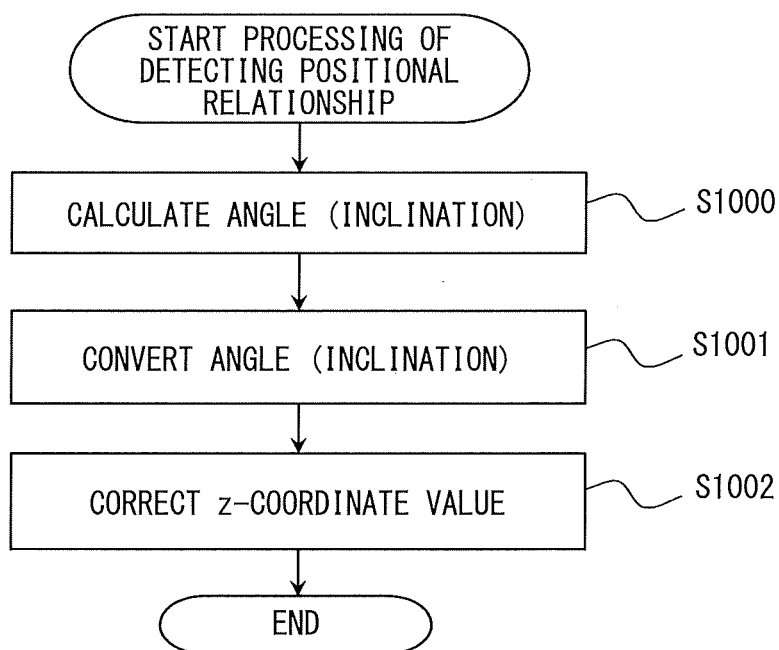 START PROCESSING OF
DETECTING POSITIONAL
RELATIONSHIP
CALCULATE ANGLE (INCLINATION)
S1000
CONVERT ANGLE (INCLINATION)
S1001
CORRECT z-COORDINATE VALUE
S1002
END